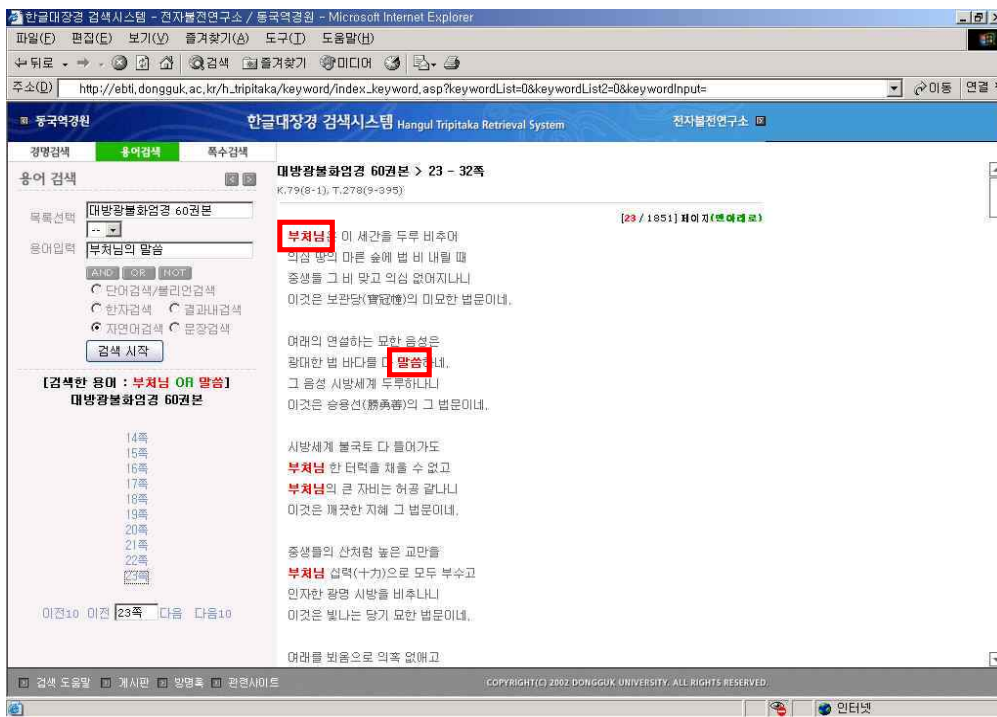 한글대장경 검색시스템 - 전자불전연구소 / 동국역경원 - Microsoft Internet Explorer
파일(F) 편집(E) 보기(V) 즐겨찾기(A) 도구(T) 도움말(H)
뒤로 검색 즐겨찾기 미디어
주소(D) http://ebti.dongguk.ac.kr/h_tripitaka/keyword/index_keyword.asp?keywordList=0&keywordList2=0&keywordInput= 이동 연결
동국역경원 한글대장경 검색시스템 Hangul Tripitaka Retrieval System 전자불전연구소
경명검색 용어검색 폭수검색
용어 검색
목록선택 대방광불화엄경 60권본
--
용어입력 부처님의 말씀
AND OR NOT
단어검색/불리언검색
한자검색 결과내검색
자연어검색 문장검색
검색 시작
[검색한 용어 : 부처님 OR 말씀]
대방광불화엄경 60권본
14쪽
15쪽
16쪽
17쪽
18쪽
19쪽
20쪽
21쪽
22쪽
23쪽
이전10 이전 23쪽 다음 다음10
대방광불화엄경 60권본 > 23 - 32쪽
K.79(8-1), T.278(9-395)
[23 / 1851] 페이지(맨아래로)
부처님은 이 세간을 두루 비추어
의심 땅의 마른 숲에 법 비 내릴 때
중생들 그 비 맞고 의심 없어지나니
이것은 보관당(寶冠幢)의 미묘한 법문이네.
여래의 연설하는 묘한 음성은
광대한 법 바다를 다 말씀하네,
그 음성 시방세계 두루하나니
이것은 승용선(勝勇善)의 그 법문이네.
시방세계 불국토 다 들어가도
부처님 한 터럭을 채울 수 없고
부처님의 큰 자비는 허공 같나니
이것은 깨끗한 지혜 그 법문이네.
중생들의 산처럼 높은 교만을
부처님 십력(十力)으로 모두 부수고
인자한 광명 시방을 비추나니
이것은 빛나는 당기 묘한 법문이네.
여래를 뵈옴으로 의혹 없애고
검색 도움말 게시판 방명록 관련사이트 COPYRIGHT(C) 2002 DONGGUK UNIVERSITY. ALL RIGHTS RESERVED.
인터넷